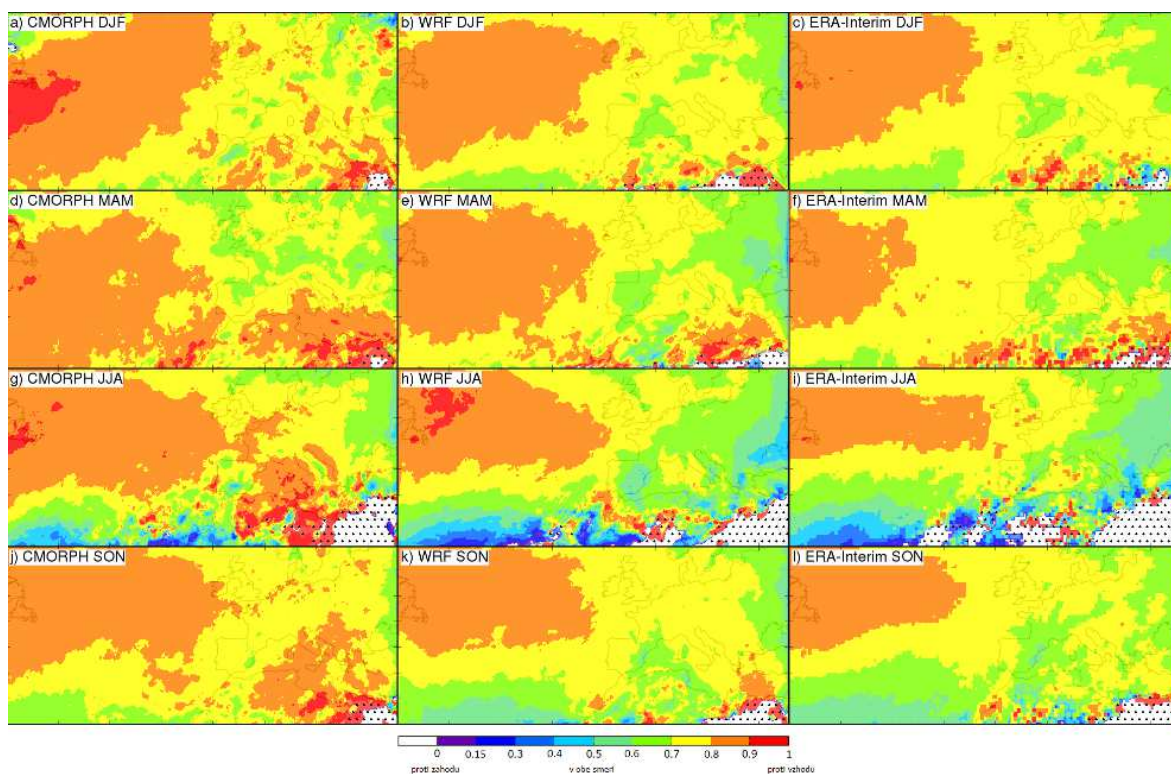 a) CMORPH DJF
b) WRF DJF
c) ERA-Interim DJF
d) CMORPH MAM
e) WRF MAM
f) ERA-Interim MAM
g) CMORPH JJA
h) WRF JJA
i) ERA-Interim JJA
j) CMORPH SON
k) WRF SON
l) ERA-Interim SON
0 0.15 0.3 0.4 0.5 0.6 0.7 0.8 0.9 1
proti zahodu v obe smeri proti vzhodu